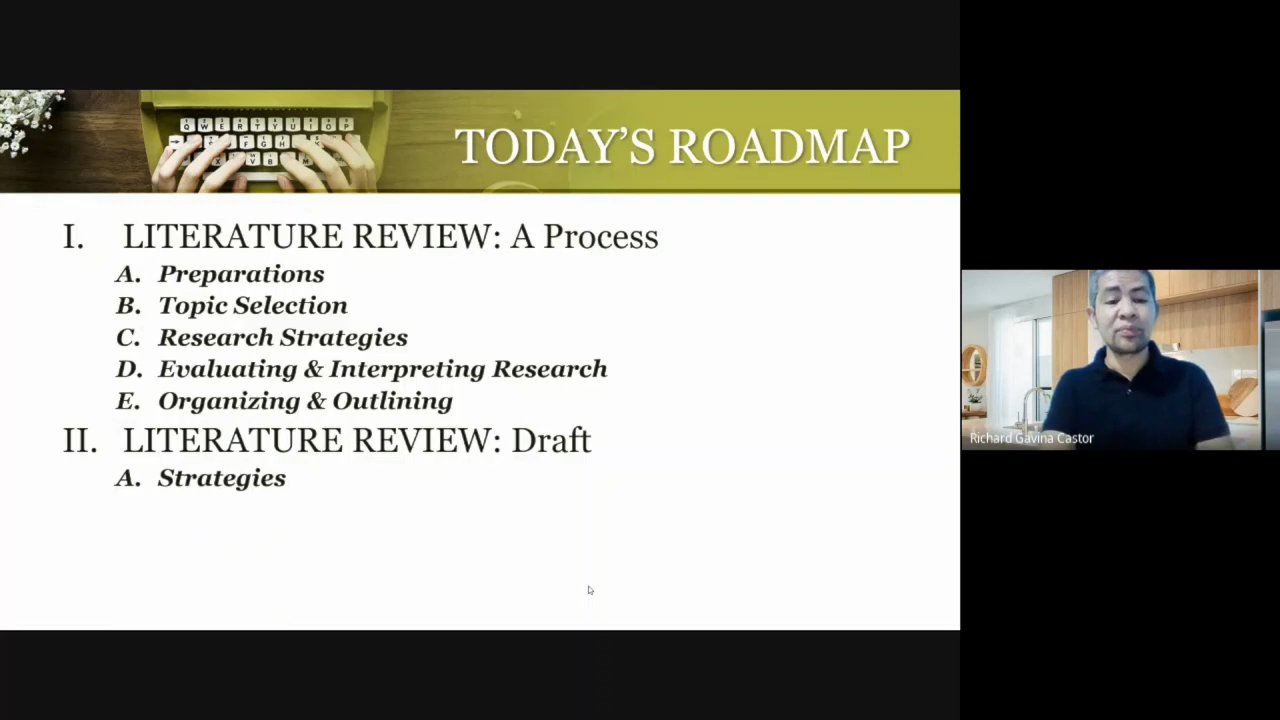 TODAY'S ROADMAP
I. LITERATURE REVIEW: A Process
A. Preparations
B. Topic Selection
C. Research Strategies
D. Evaluating & Interpreting Research
E. Organizing & Outlining
II. LITERATURE REVIEW: Draft
A. Strategies
Richard Gavina Castor
Q W E R T Y U I O P